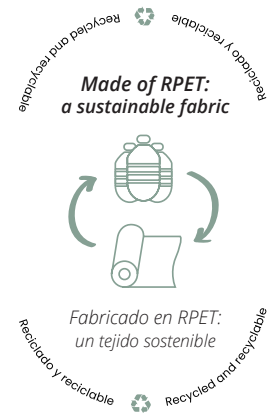 Recycled and recyclable
Reciclado y reciclable
Made of RPET:
a sustainable fabric
Fabricado en RPET:
un tejido sostenible
Reciclado y reciclable
Recycled and recyclable